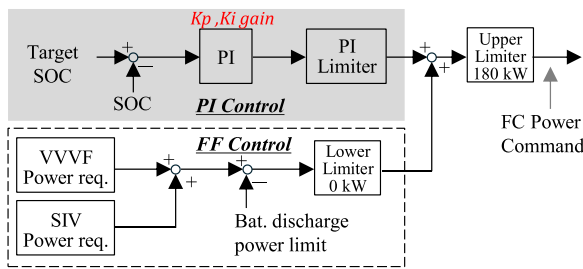 Kp ,Ki gain
Target
SOC
+
−
SOC
PI
PI
Limiter
PI Control
+
+
Upper
Limiter
180 kW
FC Power
Command
FF Control
VVVF
Power req.
SIV
Power req.
+
+
+
−
Bat. discharge
power limit
Lower
Limiter
0 kW